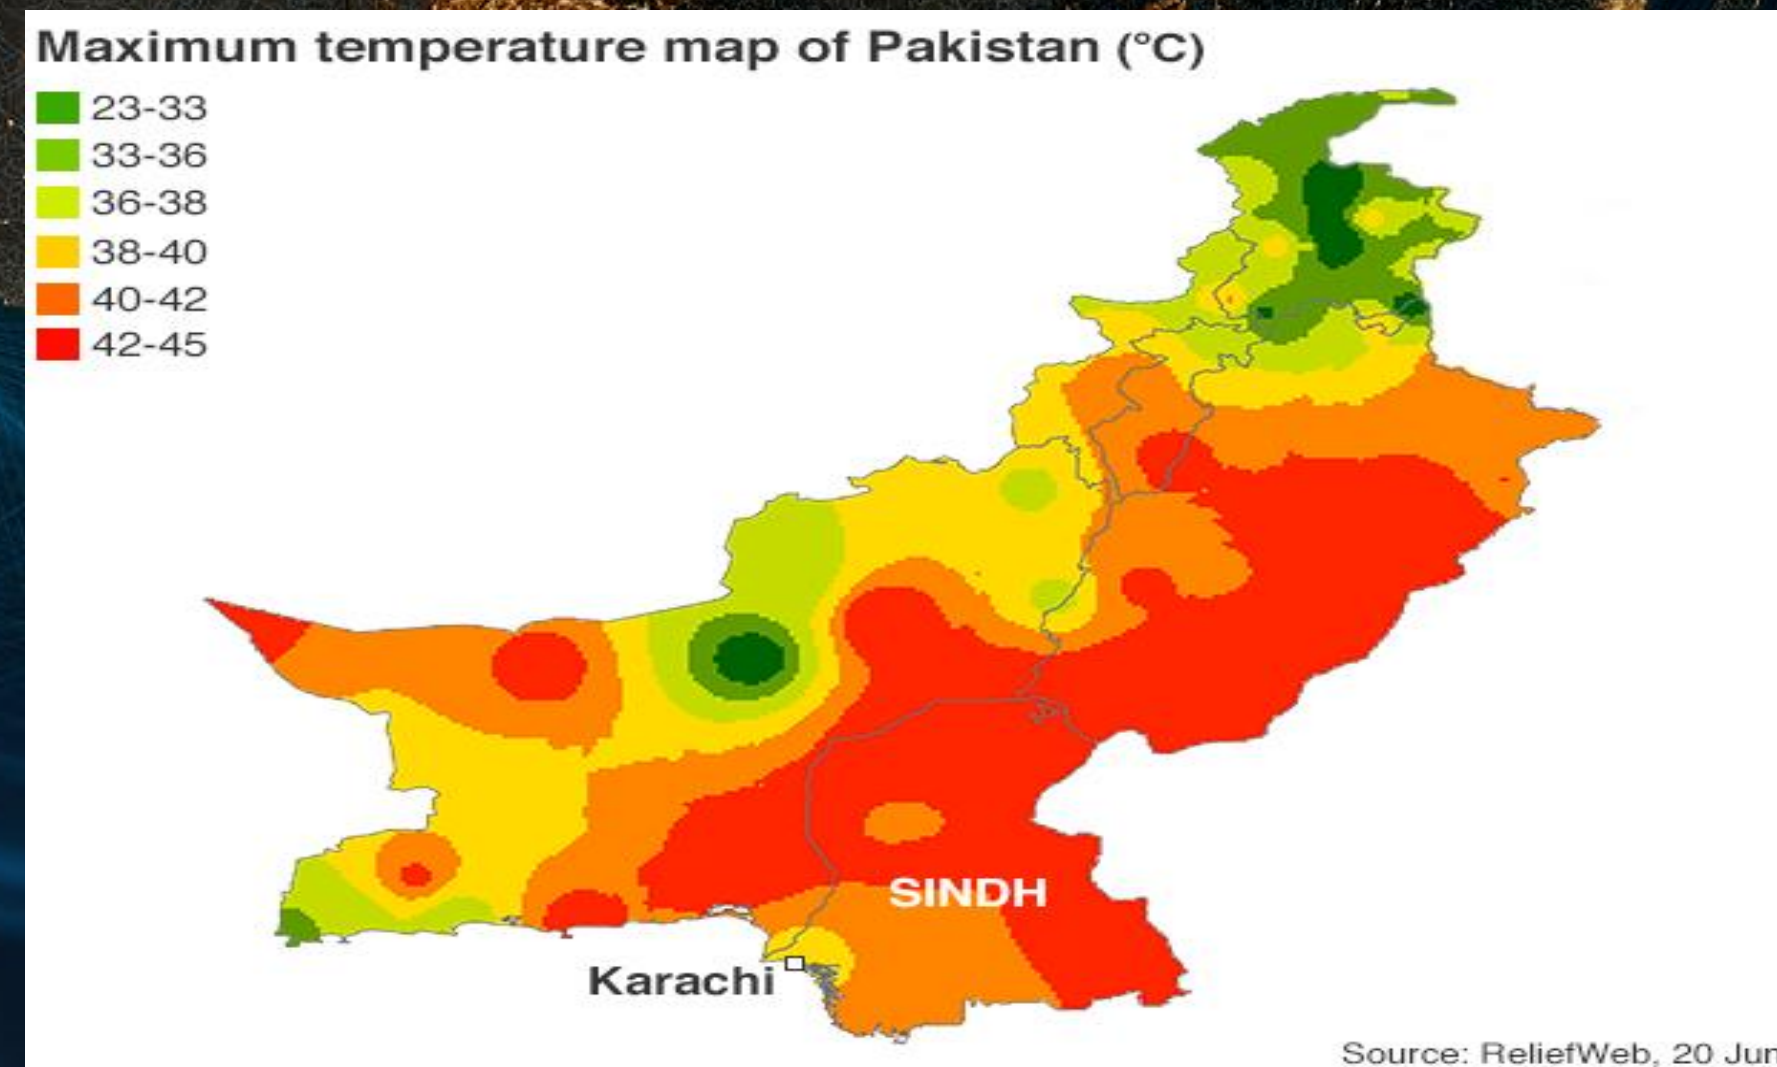 Maximum temperature map of Pakistan (°C)
23-33
33-36
36-38
38-40
40-42
42-45
SINDH
Karachi
Source: ReliefWeb, 20 Jun